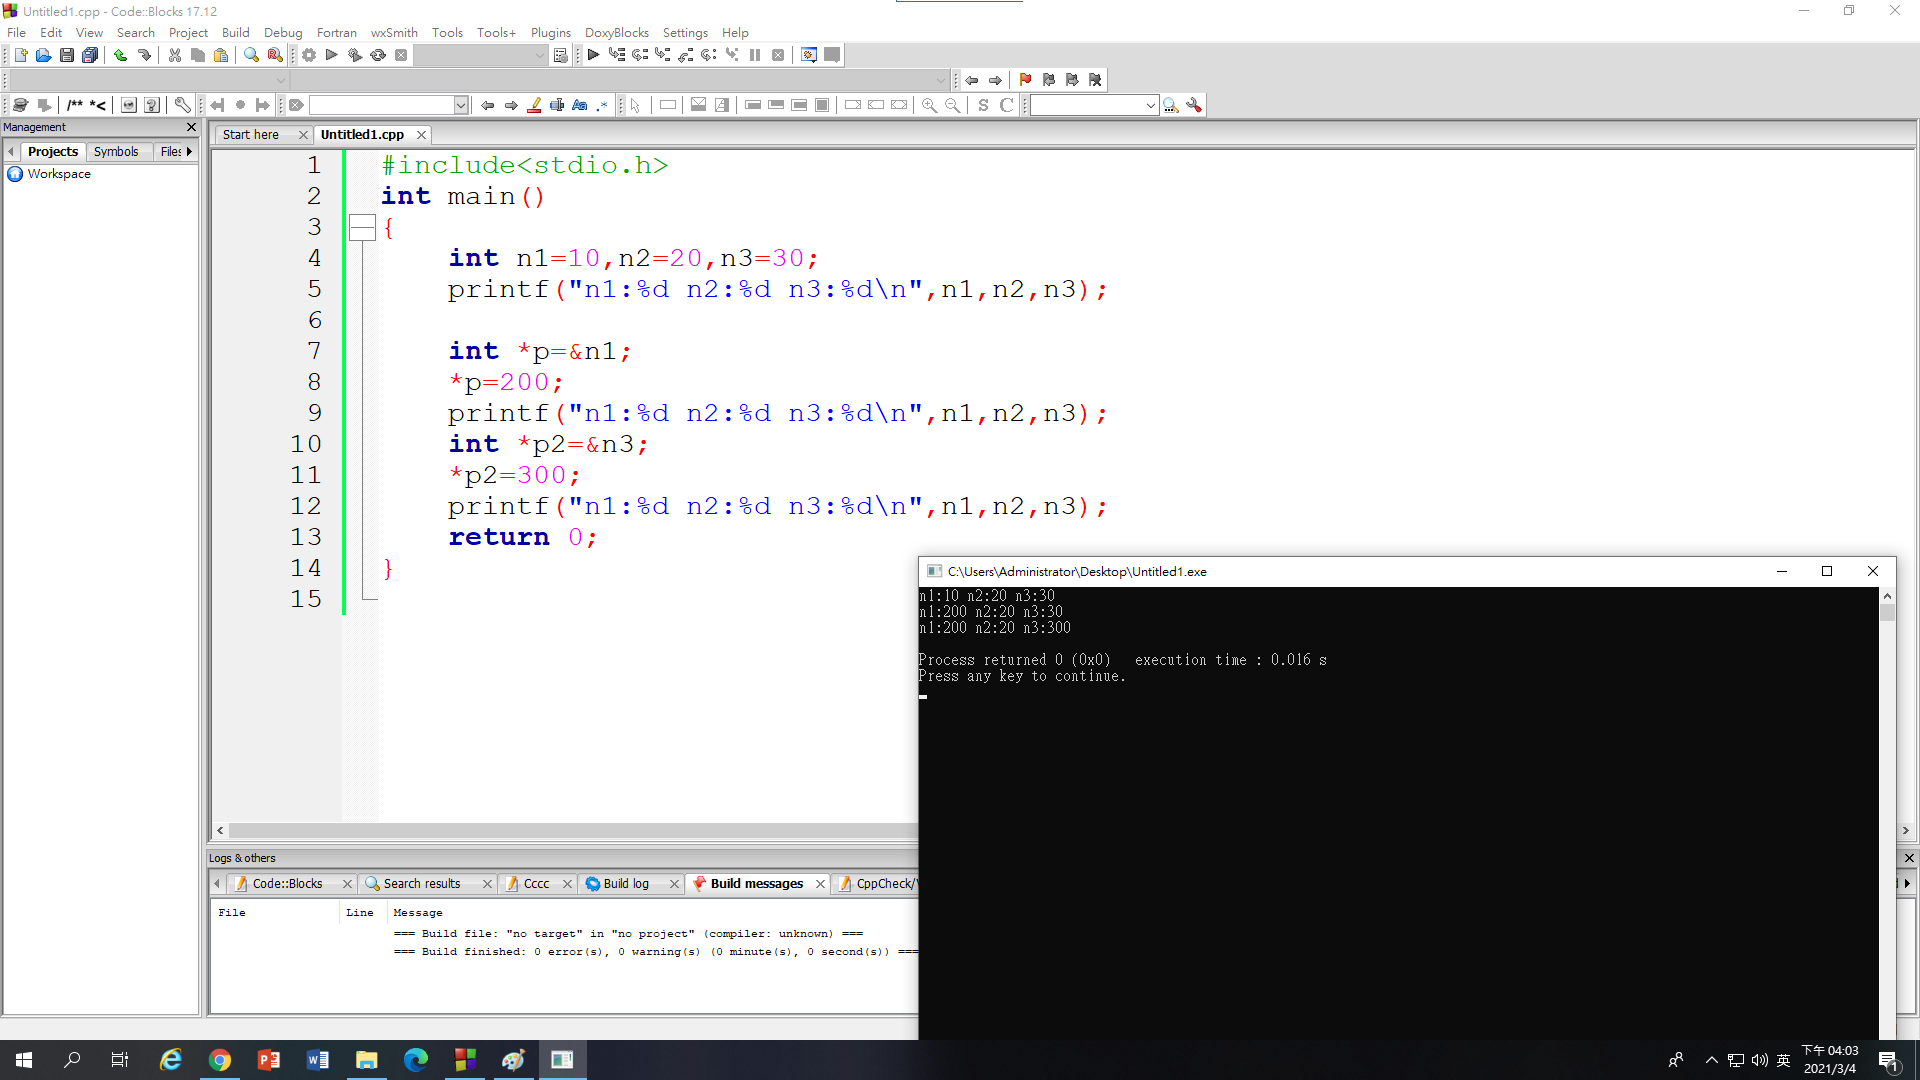 Untitled1.cpp - Code::Blocks 17.12
File Edit View Search Project Build Debug Fortran wxSmith Tools Tools+ Plugins DoxyBlocks Settings Help
/** *<
S C
Management
Projects Symbols Files
Workspace
Start here Untitled1.cpp
1 #include<stdio.h>
2 int main()
3 {
4 int n1=10,n2=20,n3=30;
5 printf("n1:%d n2:%d n3:%d\n",n1,n2,n3);
6
7 int *p=&n1;
8 *p=200;
9 printf("n1:%d n2:%d n3:%d\n",n1,n2,n3);
10 int *p2=&n3;
11 *p2=300;
12 printf("n1:%d n2:%d n3:%d\n",n1,n2,n3);
13 return 0;
14 }
15
C:\Users\Administrator\Desktop\Untitled1.exe
n1:10 n2:20 n3:30
n1:200 n2:20 n3:30
n1:200 n2:20 n3:300
Process returned 0 (0x0) execution time : 0.016 s
Press any key to continue.
Logs & others
Code::Blocks Search results Cccc Build log Build messages CppCheck/
File Line Message
=== Build file: "no target" in "no project" (compiler: unknown) ===
=== Build finished: 0 error(s), 0 warning(s) (0 minute(s), 0 second(s)) ===
英
下午 04:03
2021/3/4
1